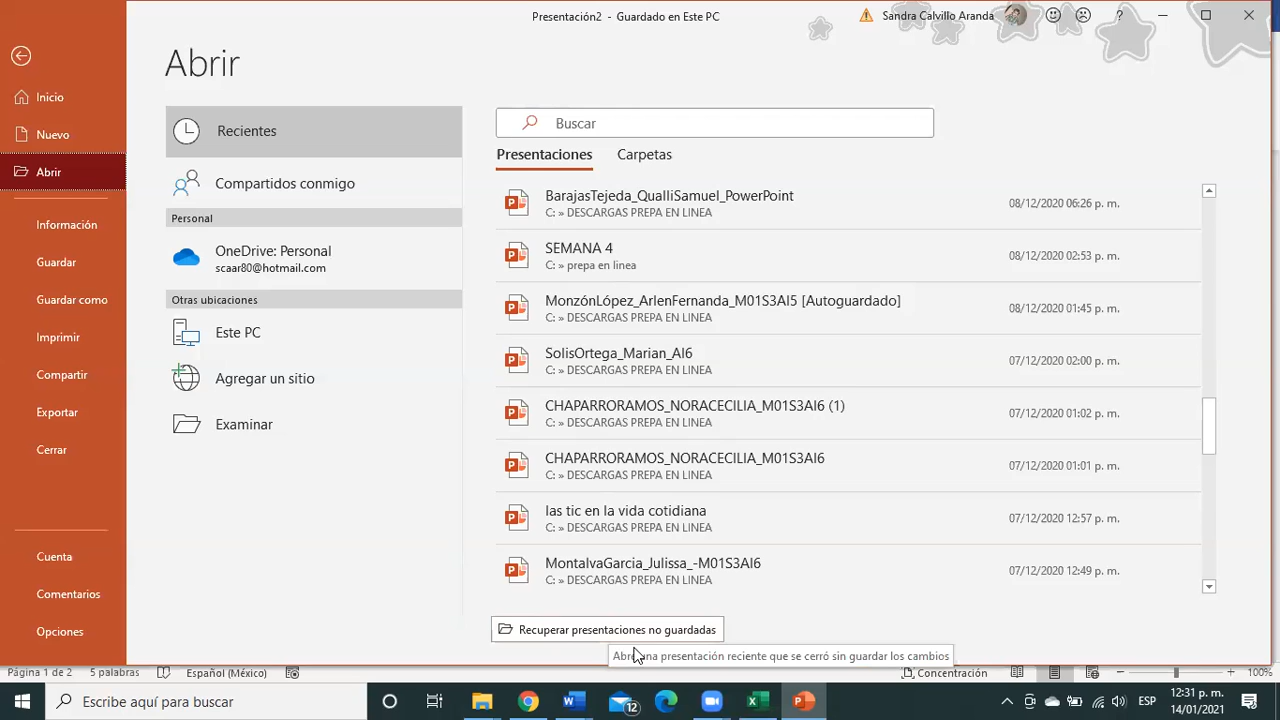 Presentación2 - Guardado en Este PC
Sandra Calvillo Aranda
?
Abrir
Inicio
Nuevo
Abrir
Información
Guardar
Guardar como
Imprimir
Compartir
Exportar
Cerrar
Cuenta
Comentarios
Opciones
Recientes
Compartidos conmigo
Personal
OneDrive: Personal
scaar80@hotmail.com
Otras ubicaciones
Este PC
Agregar un sitio
Examinar
Buscar
Presentaciones Carpetas
BarajasTejeda_QualliSamuel_PowerPoint
C: » DESCARGAS PREPA EN LINEA
08/12/2020 06:26 p. m.
SEMANA 4
C: » prepa en linea
08/12/2020 02:53 p. m.
MonzónLópez_ArlenFernanda_M01S3AI5 [Autoguardado]
C: » DESCARGAS PREPA EN LINEA
08/12/2020 01:45 p. m.
SolisOrtega_Marian_AI6
C: » DESCARGAS PREPA EN LINEA
07/12/2020 02:00 p. m.
CHAPARRORAMOS_NORACECILIA_M01S3AI6 (1)
C: » DESCARGAS PREPA EN LINEA
07/12/2020 01:02 p. m.
CHAPARRORAMOS_NORACECILIA_M01S3AI6
C: » DESCARGAS PREPA EN LINEA
07/12/2020 01:01 p. m.
las tic en la vida cotidiana
C: » DESCARGAS PREPA EN LINEA
07/12/2020 12:57 p. m.
MontalvaGarcia_Julissa_-M01S3AI6
C: » DESCARGAS PREPA EN LINEA
07/12/2020 12:49 p. m.
Recuperar presentaciones no guardadas
Abre una presentación reciente que se cerró sin guardar los cambios
Página 1 de 2 5 palabras Español (México) Concentración 100%
Escribe aquí para buscar
12
ESP
12:31 p. m.
14/01/2021